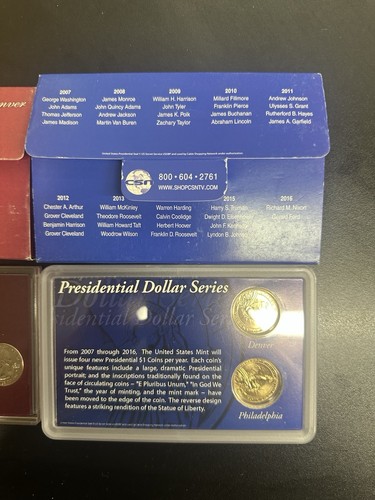 nver
2007
George Washington
John Adams
Thomas Jefferson
James Madison
2008
James Monroe
John Quincy Adams
Andrew Jackson
Martin Van Buren
2009
William H. Harrison
John Tyler
James K. Polk
Zachary Taylor
2010
Millard Fillmore
Franklin Pierce
James Buchanan
Abraham Lincoln
2011
Andrew Johnson
Ulysses S. Grant
Rutherford B. Hayes
James A. Garfield
CSN
800 • 604 • 2761
WWW.SHOPCSNTV.COM
2012
Chester A. Arthur
Grover Cleveland
Benjamin Harrison
Grover Cleveland
2013
William McKinley
Theodore Roosevelt
William Howard Taft
Woodrow Wilson
Warren Harding
Calvin Coolidge
Herbert Hoover
Franklin D. Roosevelt
2015
Harry S. Truman
Dwight D. Eisenhower
John F. Kennedy
Lyndon B. Johnson
2016
Richard M. Nixon
Gerald Ford
Presidential Dollar Series
From 2007 through 2016, The United States Mint will
issue four new Presidential $1 Coins per year. Each coin's
unique features include a large, dramatic Presidential
portrait; and the inscriptions traditionally found on the
face of circulating coins – "E Pluribus Unum," "In God We
Trust," the year of minting, and the mint mark – have
been moved to the edge of the coin. The reverse design
features a striking rendition of the Statue of Liberty.
Denver
Philadelphia